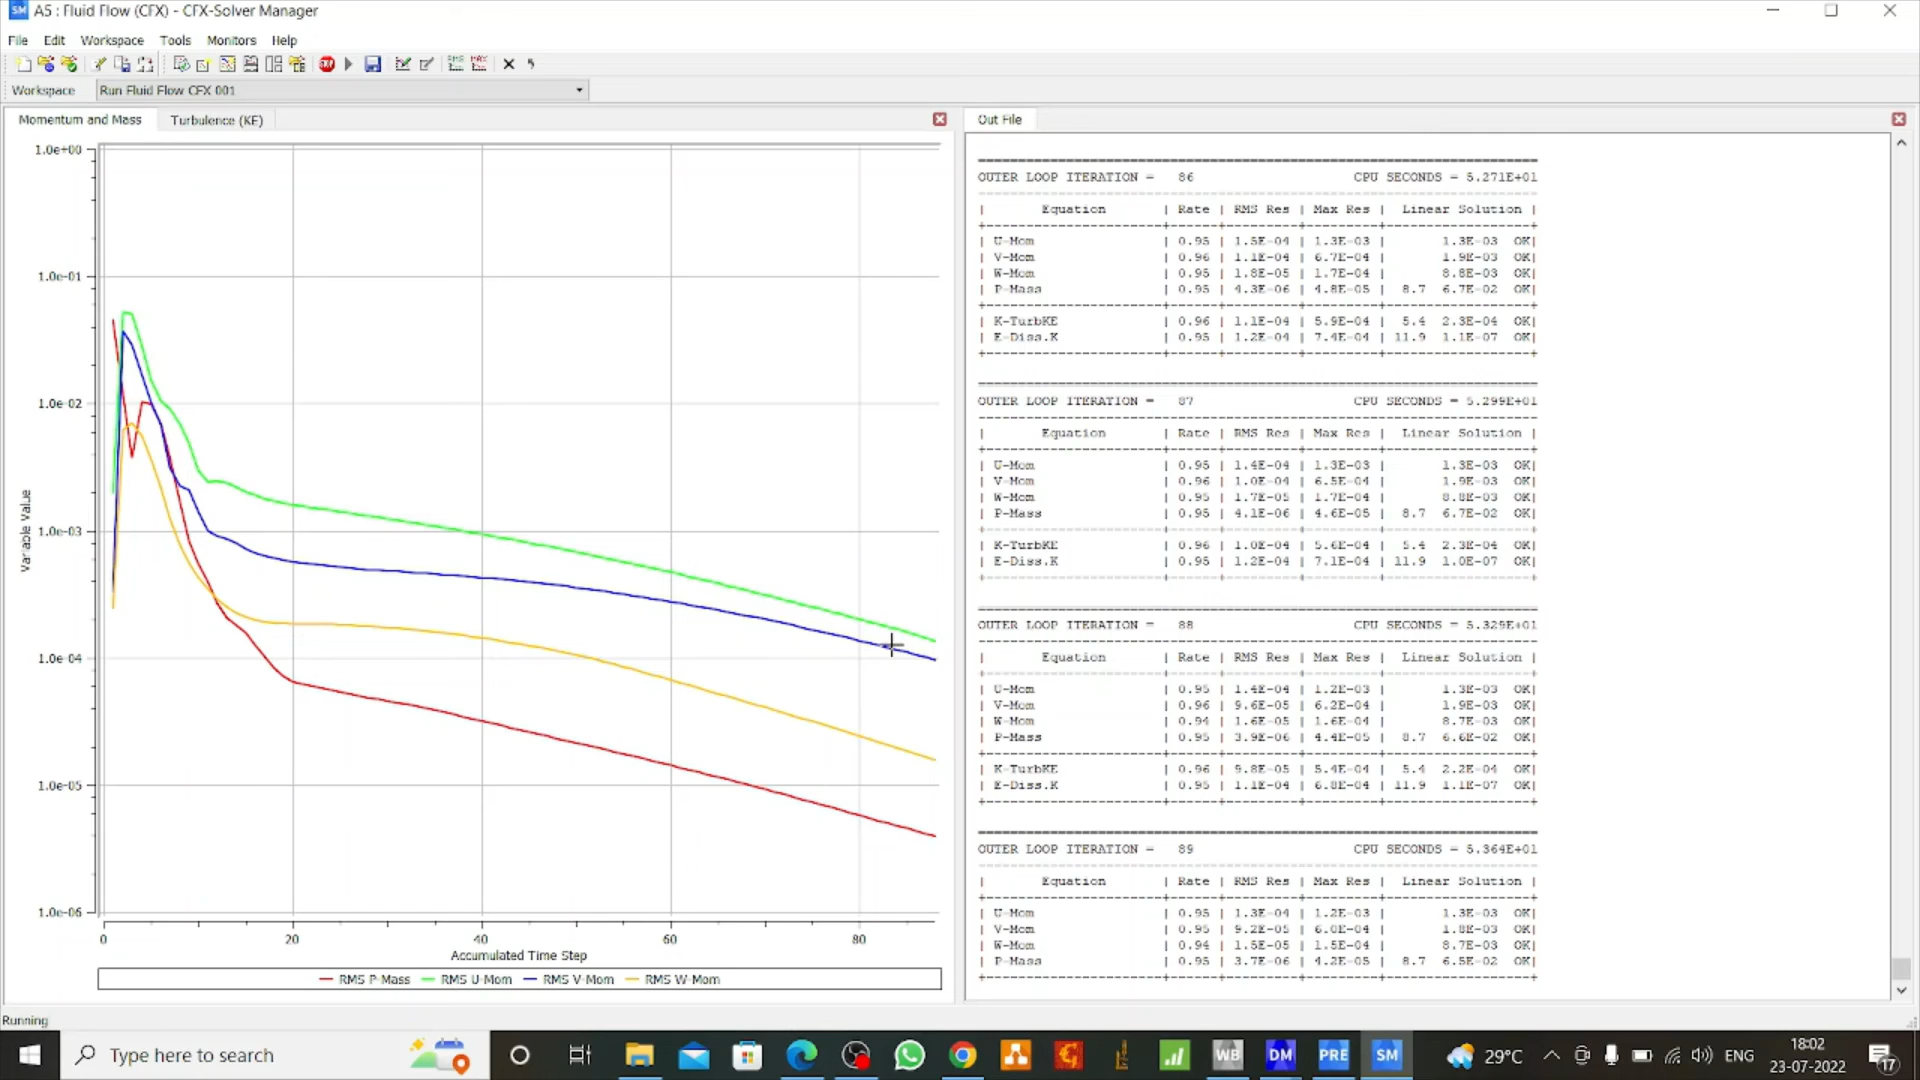 SM A5 : Fluid Flow (CFX) - CFX-Solver Manager
File Edit Workspace Tools Monitors Help
Workspace Run Fluid Flow CFX 001
Momentum and Mass Turbulence (KE)
1.0e+00
1.0e-01
1.0e-02
1.0e-03
1.0e-04
1.0e-05
1.0e-06
Variable Value
0 20 40 60 80
Accumulated Time Step
RMS P-Mass RMS U-Mom RMS V-Mom RMS W-Mom
Out File
OUTER LOOP ITERATION = 86 CPU SECONDS = 5.271E+01
| Equation | Rate | RMS Res | Max Res | Linear Solution |
| U-Mom | 0.95 | 1.5E-04 | 1.3E-03 | 1.3E-03 OK|
| V-Mom | 0.96 | 1.1E-04 | 6.7E-04 | 1.9E-03 OK|
| W-Mom | 0.95 | 1.8E-05 | 1.7E-04 | 8.8E-03 OK|
| P-Mass | 0.95 | 4.3E-06 | 4.8E-05 | 8.7 6.7E-02 OK|
| K-TurbKE | 0.96 | 1.1E-04 | 5.9E-04 | 5.4 2.3E-04 OK|
| E-Diss.K | 0.95 | 1.2E-04 | 7.4E-04 | 11.9 1.1E-07 OK|
OUTER LOOP ITERATION = 87 CPU SECONDS = 5.299E+01
| Equation | Rate | RMS Res | Max Res | Linear Solution |
| U-Mom | 0.95 | 1.4E-04 | 1.3E-03 | 1.3E-03 OK|
| V-Mom | 0.96 | 1.0E-04 | 6.5E-04 | 1.9E-03 OK|
| W-Mom | 0.95 | 1.7E-05 | 1.7E-04 | 8.8E-03 OK|
| P-Mass | 0.95 | 4.1E-06 | 4.6E-05 | 8.7 6.7E-02 OK|
| K-TurbKE | 0.96 | 1.0E-04 | 5.6E-04 | 5.4 2.3E-04 OK|
| E-Diss.K | 0.95 | 1.2E-04 | 7.1E-04 | 11.9 1.0E-07 OK|
OUTER LOOP ITERATION = 88 CPU SECONDS = 5.329E+01
| Equation | Rate | RMS Res | Max Res | Linear Solution |
| U-Mom | 0.95 | 1.4E-04 | 1.2E-03 | 1.3E-03 OK|
| V-Mom | 0.96 | 9.6E-05 | 6.2E-04 | 1.9E-03 OK|
| W-Mom | 0.94 | 1.6E-05 | 1.6E-04 | 8.7E-03 OK|
| P-Mass | 0.95 | 3.9E-06 | 4.4E-05 | 8.7 6.6E-02 OK|
| K-TurbKE | 0.96 | 9.8E-05 | 5.4E-04 | 5.4 2.2E-04 OK|
| E-Diss.K | 0.95 | 1.1E-04 | 6.8E-04 | 11.9 1.1E-07 OK|
OUTER LOOP ITERATION = 89 CPU SECONDS = 5.364E+01
| Equation | Rate | RMS Res | Max Res | Linear Solution |
| U-Mom | 0.95 | 1.3E-04 | 1.2E-03 | 1.3E-03 OK|
| V-Mom | 0.95 | 9.2E-05 | 6.0E-04 | 1.8E-03 OK|
| W-Mom | 0.94 | 1.5E-05 | 1.5E-04 | 8.7E-03 OK|
| P-Mass | 0.95 | 3.7E-06 | 4.2E-05 | 8.7 6.5E-02 OK|
Running
Type here to search
WB DM PRE SM
29°C ENG
18:02
23-07-2022
17